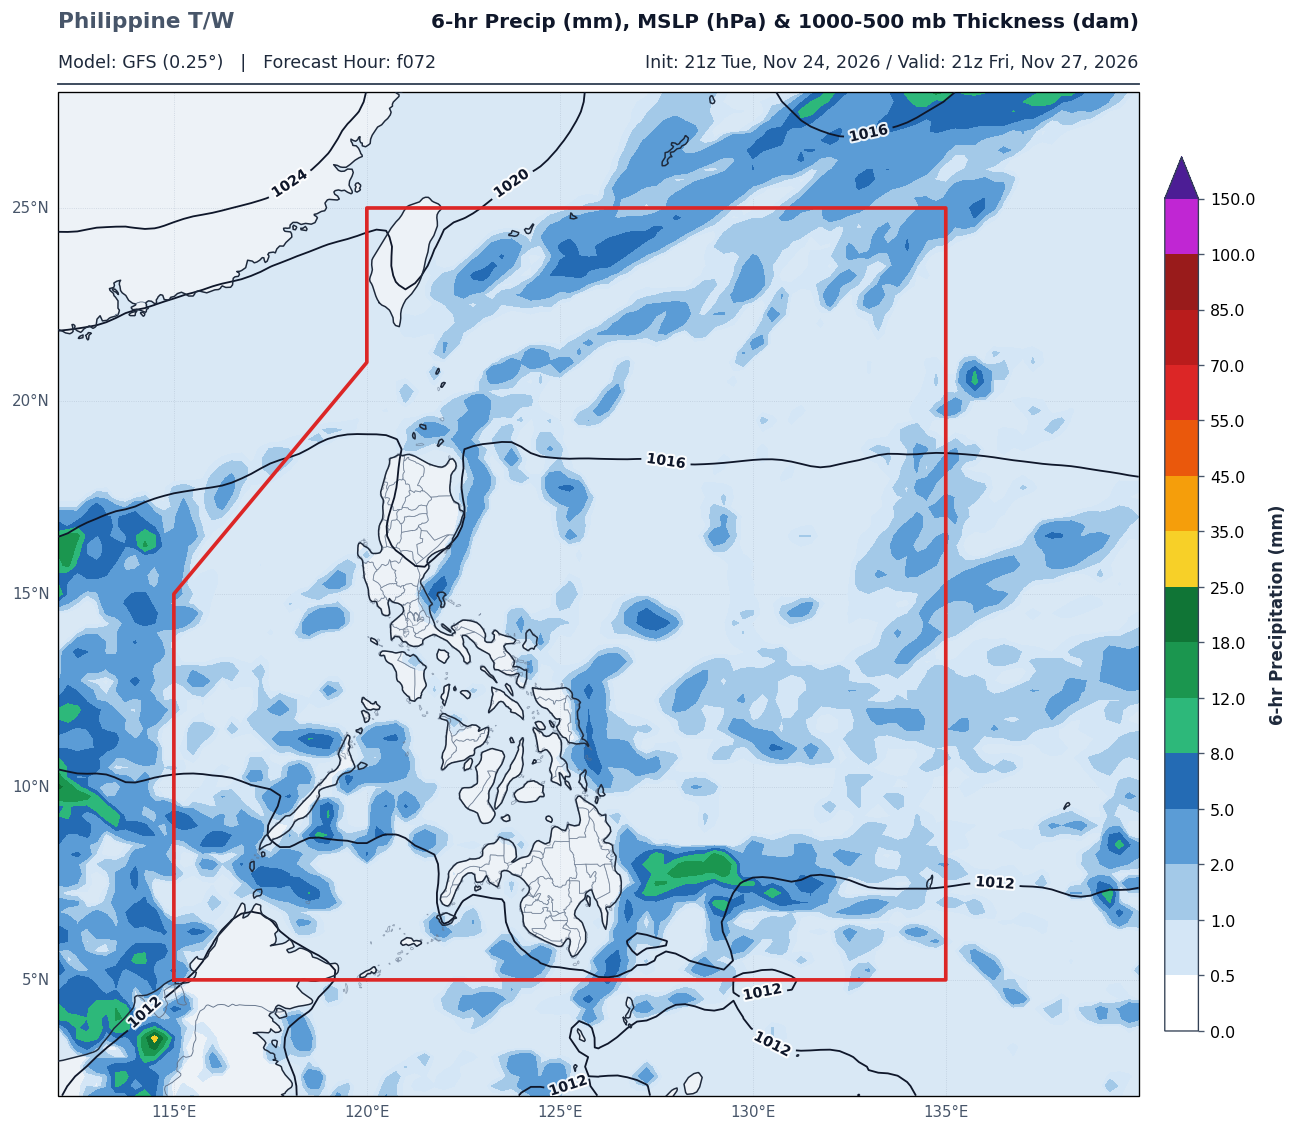 Philippine T/W
6-hr Precip (mm), MSLP (hPa) & 1000-500 mb Thickness (dam)
Model: GFS (0.25°) | Forecast Hour: f072
Init: 21z Tue, Nov 24, 2026 / Valid: 21z Fri, Nov 27, 2026
1016
1024
1020
150.0
25°N
100.0
85.0
70.0
20°N
55.0
1016
45.0
35.0
15°N
25.0
18.0
12.0
10°N
8.0
5.0
2.0
1012
1.0
5°N
0.5
1012
1012
0.0
1012
1012
115°E
120°E
125°E
130°E
135°E
6-hr Precipitation (mm)